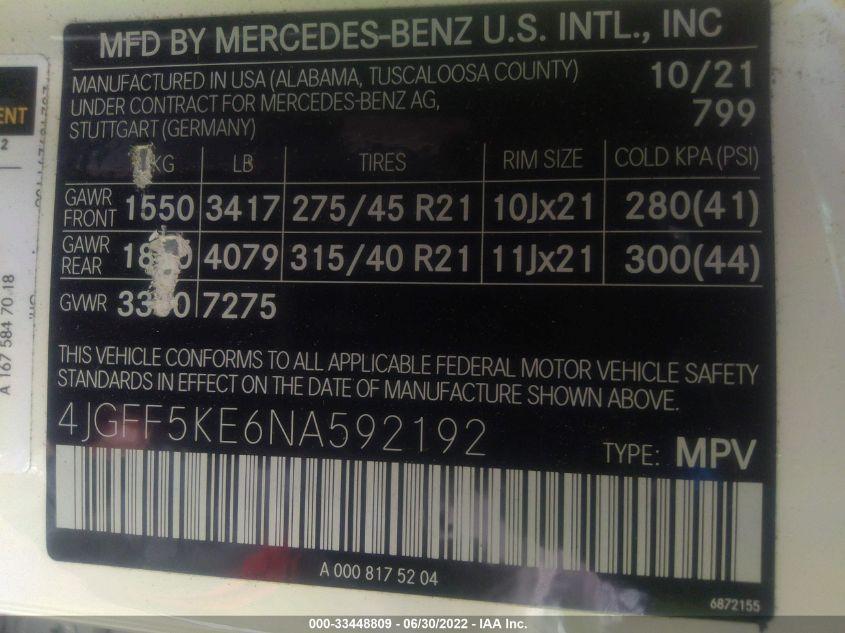 MFD BY MERCEDES-BENZ U.S. INTL., INC
MANUFACTURED IN USA (ALABAMA, TUSCALOOSA COUNTY) 10/21
UNDER CONTRACT FOR MERCEDES-BENZ AG, 799
STUTTGART (GERMANY)
KG LB TIRES RIM SIZE COLD KPA (PSI)
GAWR FRONT 1550 3417 275/45 R21 10Jx21 280(41)
GAWR REAR 4079 315/40 R21 11Jx21 300(44)
GVWR 7275
THIS VEHICLE CONFORMS TO ALL APPLICABLE FEDERAL MOTOR VEHICLE SAFETY
STANDARDS IN EFFECT ON THE DATE OF MANUFACTURE SHOWN ABOVE.
4JGFF5KE6NA592192
TYPE: MPV
A 000 817 52 04
6872155
A 167 584 70 18
000-33448809 - 06/30/2022 - IAA Inc.